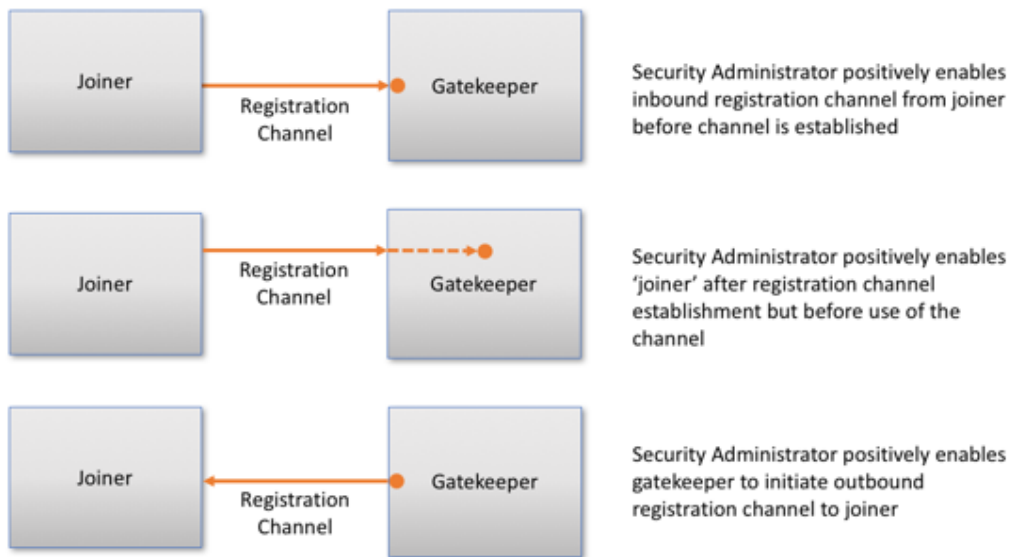 Joiner
Registration
Channel
Gatekeeper
Security Administrator positively enables
inbound registration channel from joiner
before channel is established
Joiner
Registration
Channel
Gatekeeper
Security Administrator positively enables
‘joiner’ after registration channel
establishment but before use of the
channel
Joiner
Registration
Channel
Gatekeeper
Security Administrator positively enables
gatekeeper to initiate outbound
registration channel to joiner